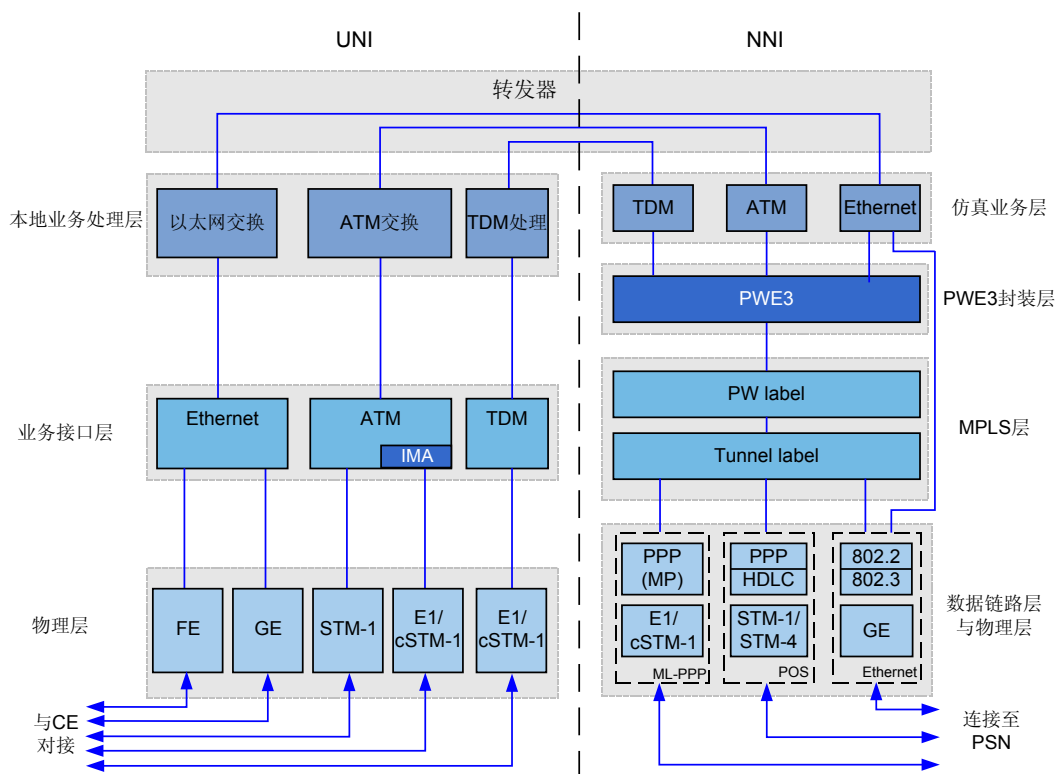 UNI
NNI
转发器
本地业务处理层
以太网交换
ATM交换
TDM处理
TDM
ATM
Ethernet
仿真业务层
PWE3
PWE3封装层
业务接口层
Ethernet
ATM
IMA
TDM
PW label
Tunnel label
MPLS层
物理层
FE
GE
STM-1
E1/
cSTM-1
E1/
cSTM-1
PPP
(MP)
E1/
cSTM-1
ML-PPP
PPP
HDLC
STM-1/
STM-4
POS
802.2
802.3
GE
Ethernet
数据链路层
与物理层
与CE
对接
连接至
PSN